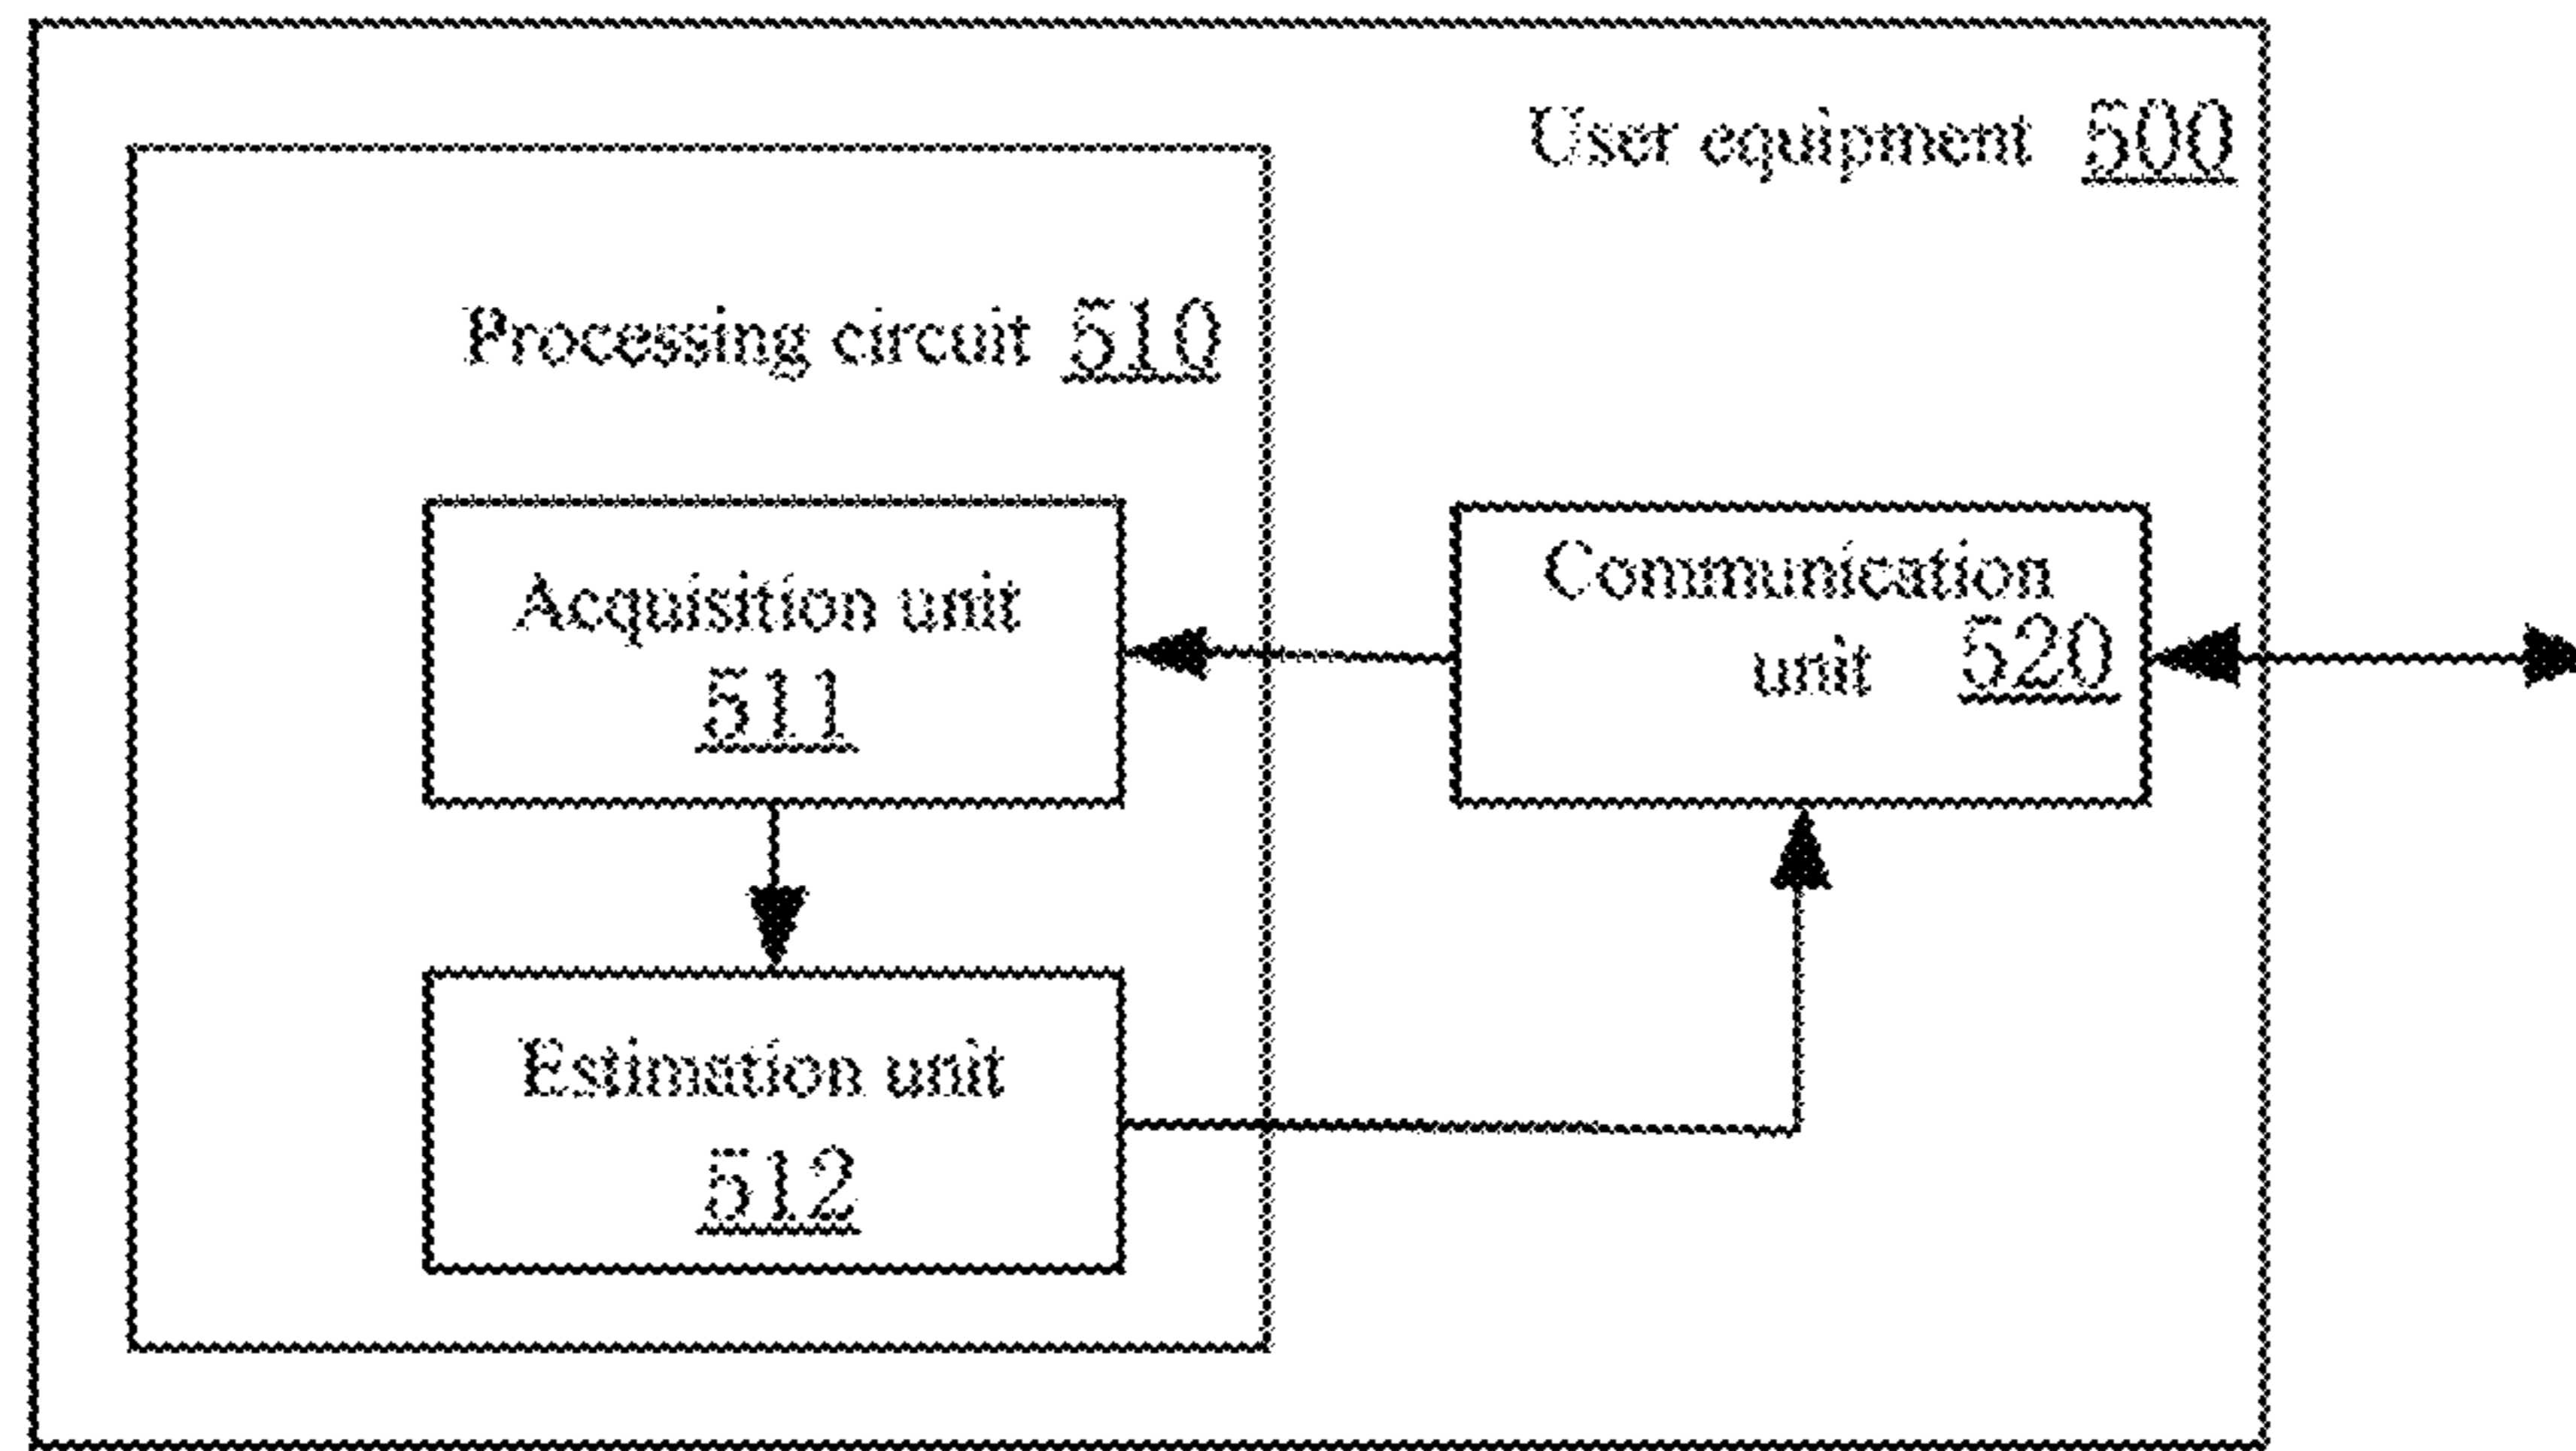 User equipment 500
Processing circuit 510
Acquisition unit
511
Communication
unit 520
Estimation unit
512